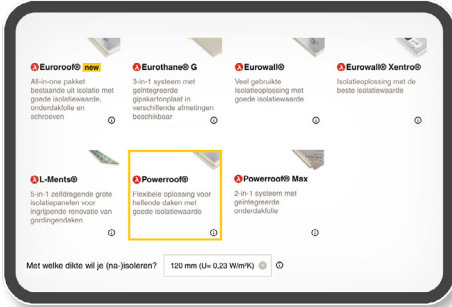 Euroroof® new
All-in-one pakket
bestaande uit isolatie met
goede isolatiewaarde,
onderdakfolie en
schroeven
Eurothane® G
3-in-1 systeem met
geïntegreerde
gipskartonplaat in
verschillende afmetingen
beschikbaar
Eurowall®
Veel gebruikte
isolatieoplossing met
goede isolatiewaarde
Eurowall® Xentro®
Isolatieoplossing met de
beste isolatiewaarde
L-Ments®
5-in-1 zelfdragende grote
isolatiepanelen voor
ingrijpende renovatie van
gordingendaken
Powerroof®
Flexibele oplossing voor
hellende daken met
goede isolatiewaarde
Powerroof® Max
2-in-1 systeem met
geïntegreerde
onderdakfolie
Met welke dikte wil je (na-)isoleren? 120 mm (U= 0,23 W/m²K)